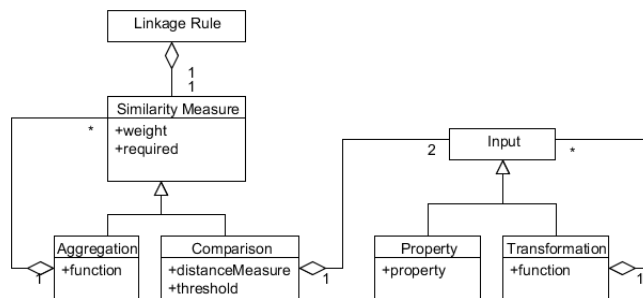 Linkage Rule
1
1
Similarity Measure
+weight
+required
*
Input
2
*
Aggregation
+function
1
Comparison
+distanceMeasure
+threshold
1
Property
+property
Transformation
+function
1